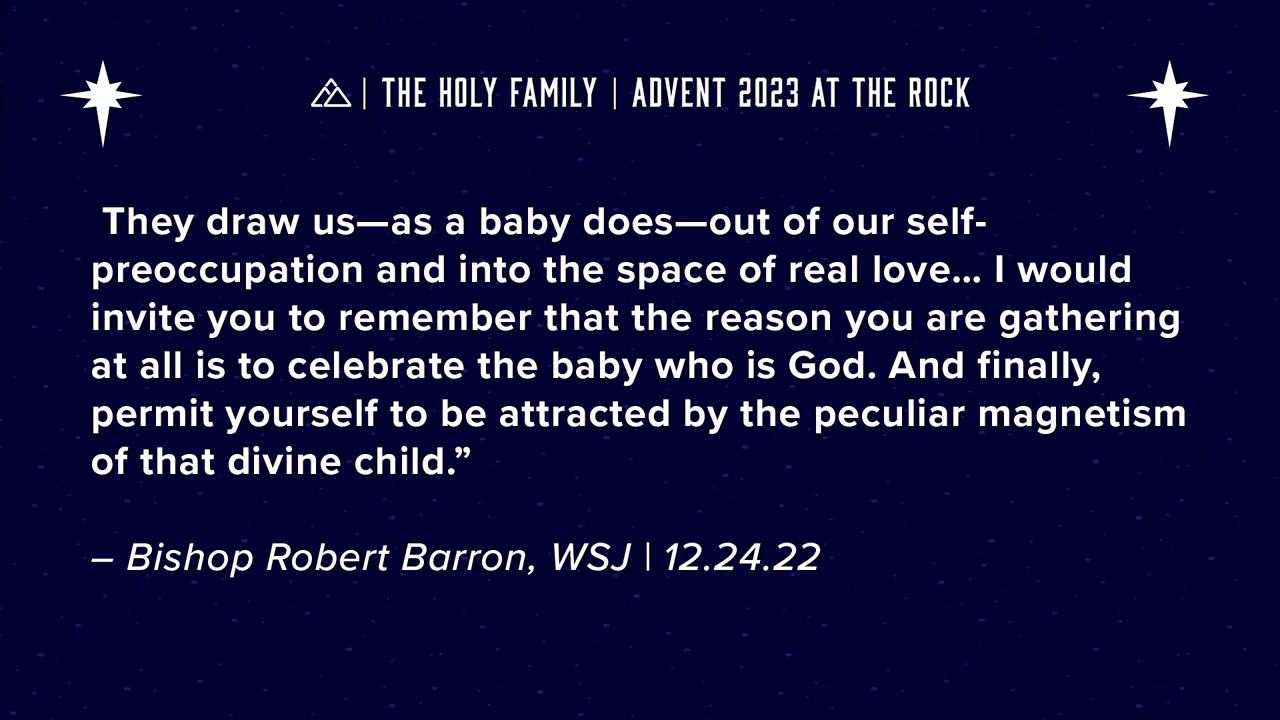 | THE HOLY FAMILY | ADVENT 2023 AT THE ROCK
They draw us—as a baby does—out of our self-
preoccupation and into the space of real love... I would
invite you to remember that the reason you are gathering
at all is to celebrate the baby who is God. And finally,
permit yourself to be attracted by the peculiar magnetism
of that divine child.”
– Bishop Robert Barron, WSJ | 12.24.22